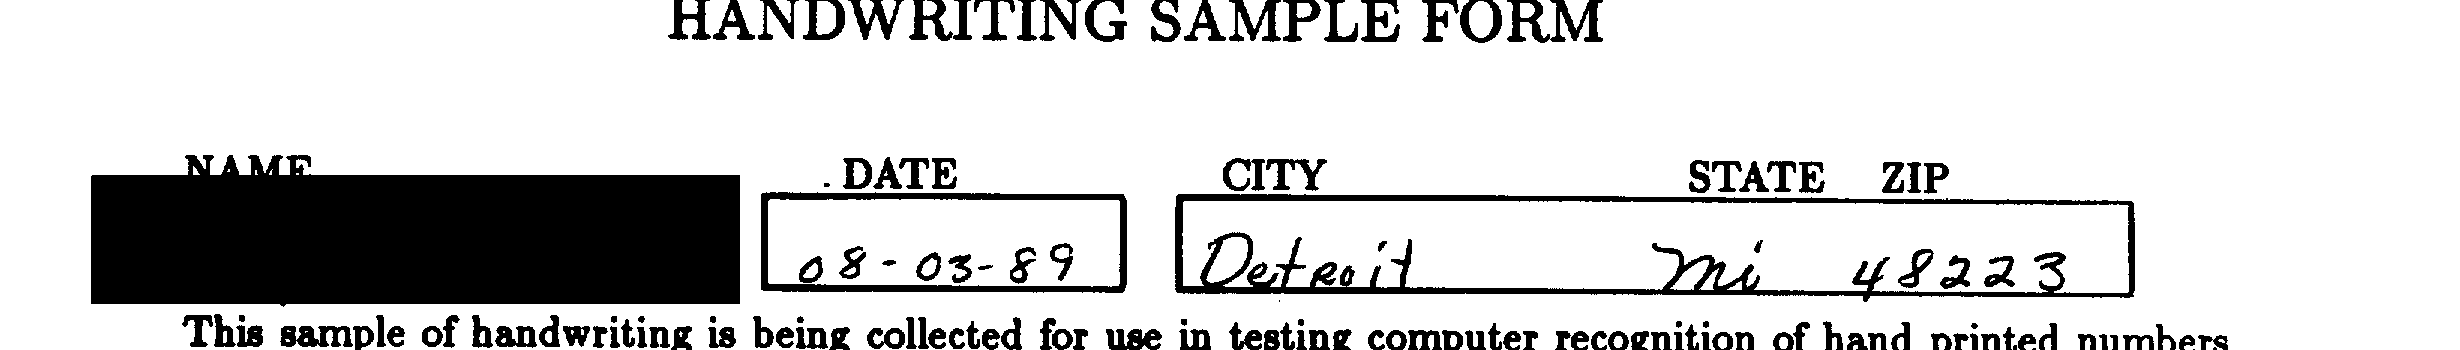 HANDWRITING SAMPLE FORM
NAME . DATE CITY STATE ZIP
08-03-89 Detroit Mi 48223
This sample of handwriting is being collected for use in testing computer recognition of hand printed numbers